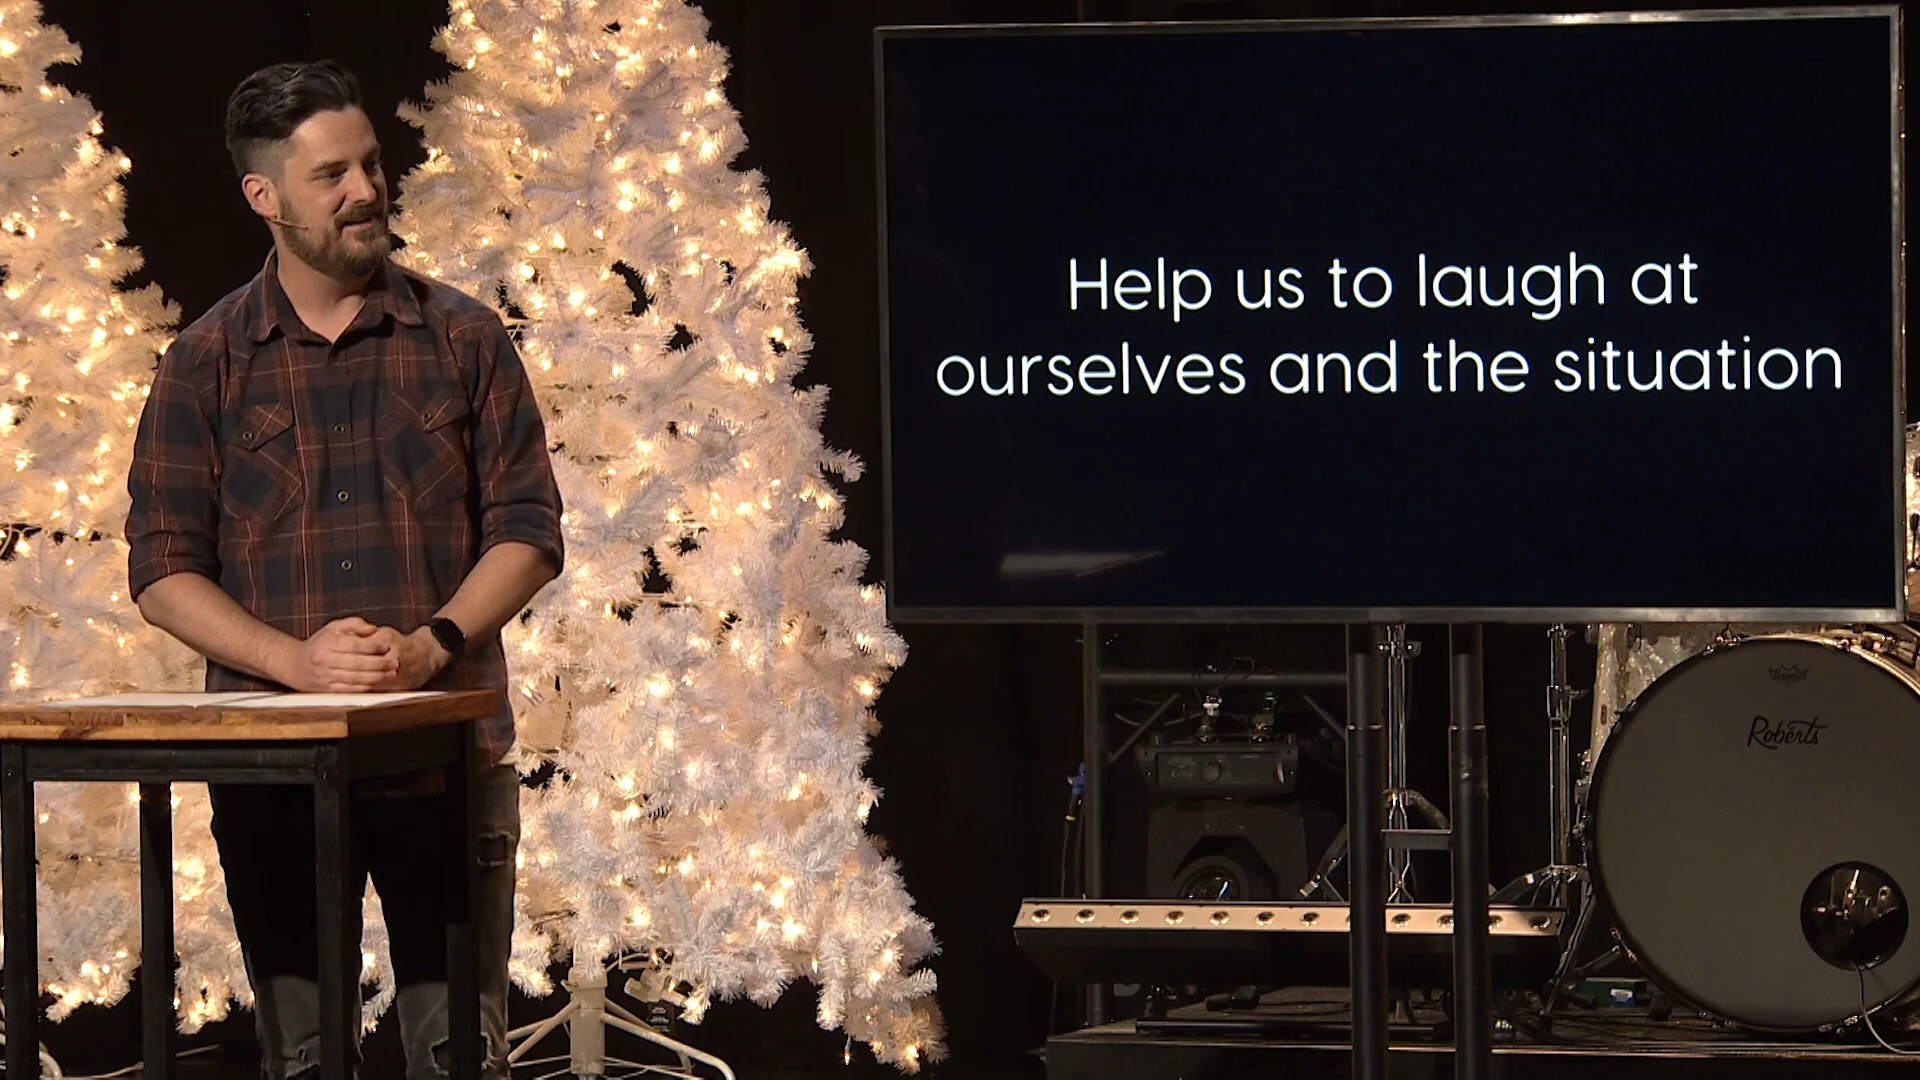 Help us to laugh at
ourselves and the situation
Roberts